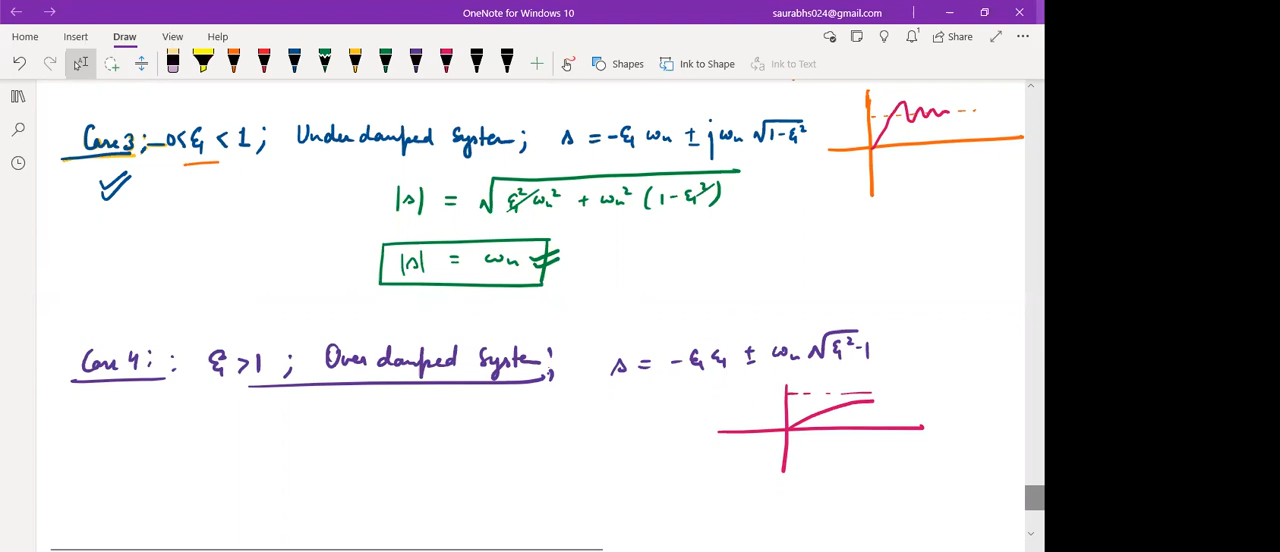 OneNote for Windows 10
saurabhs024@gmail.com
Home Insert Draw View Help
Share
Shapes Ink to Shape Ink to Text
Case 3; 0<ξ<1; Underdamped System; s = -ξ ωn ± jωn √1-ξ²
|s| = √ξ²ωn² + ωn² (1-ξ²)
|s| = ωn
Case 4; : ξ >1 ; Overdamped System; s = -ξ ξ ± ωn √ξ²-1